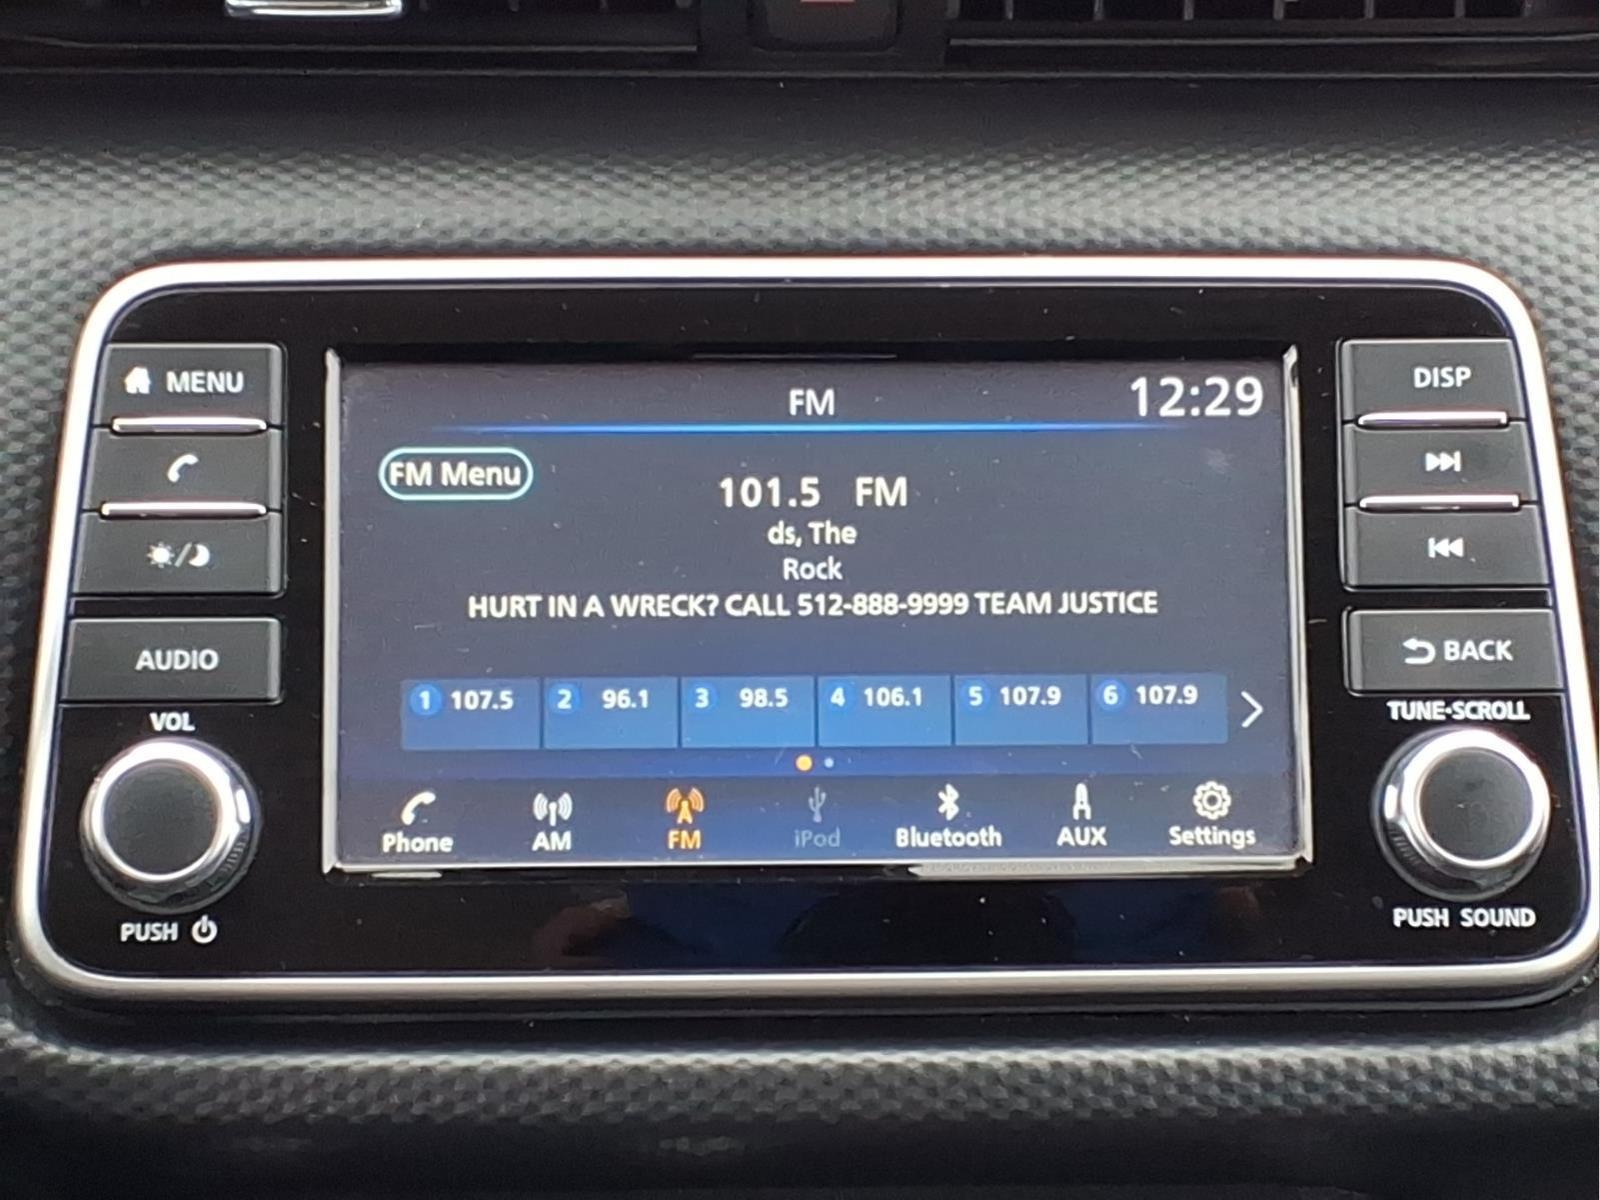 MENU
DISP
FM 12:29
FM Menu
101.5 FM
ds, The
Rock
HURT IN A WRECK? CALL 512-888-9999 TEAM JUSTICE
AUDIO
BACK
1 107.5 2 96.1 3 98.5 4 106.1 5 107.9 6 107.9
VOL
TUNE·SCROLL
Phone AM FM iPod Bluetooth AUX Settings
PUSH
PUSH SOUND